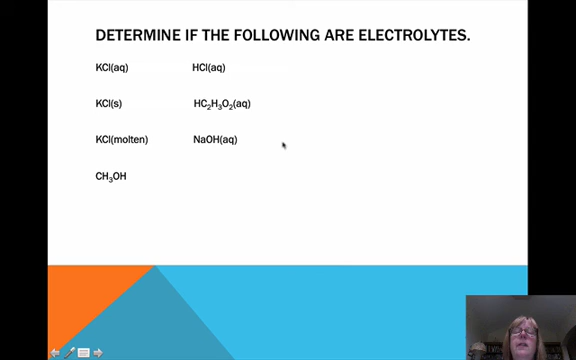 DETERMINE IF THE FOLLOWING ARE ELECTROLYTES.
KCl(aq) HCl(aq)
KCl(s) HC₂H₃O₂(aq)
KCl(molten) NaOH(aq)
CH₃OH